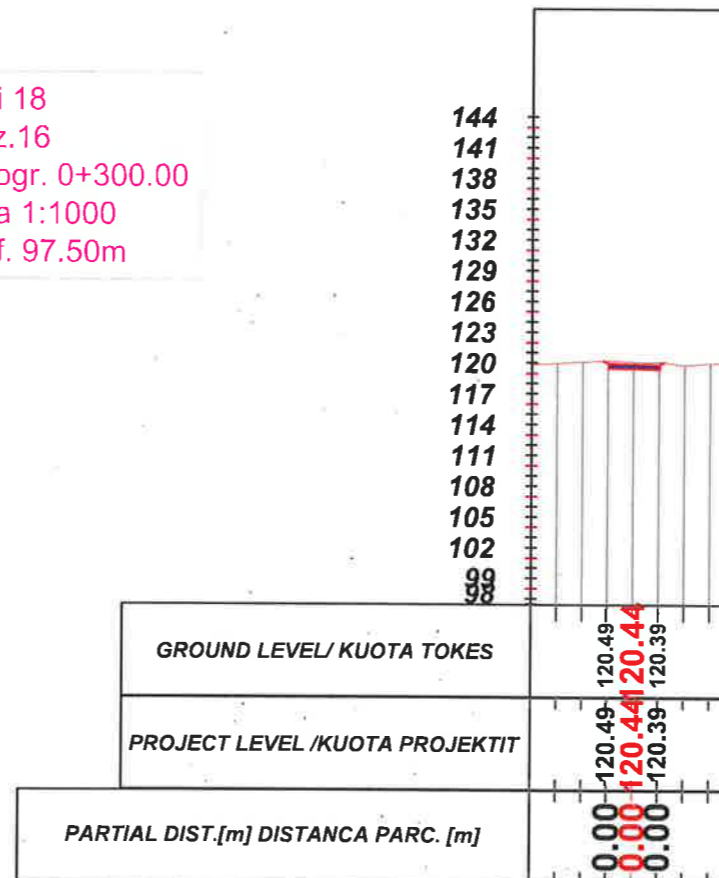 i 18
z.16
ogr. 0+300.00
a 1:1000
f. 97.50m
144
141
138
135
132
129
126
123
120
117
114
111
108
105
102
99
98
GROUND LEVEL/ KUOTA TOKES
120.49 120.44 120.39
PROJECT LEVEL /KUOTA PROJEKTIT
120.49 120.44 120.39
PARTIAL DIST.[m] DISTANCA PARC. [m]
0.00 0.00 0.00